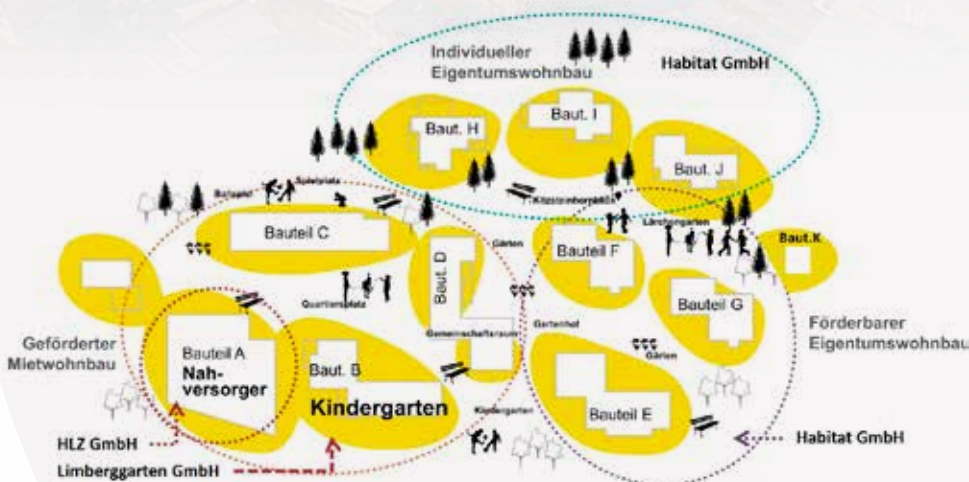 Individueller
Eigentumswohnbau
Habitat GmbH
Baut. H
Baut. I
Baut. J
Spielplatz
Bauteil C
Baut. D
Gärten
Lärchengarten
Bauteil F
Baut.K
Quartiersplatz
Bauteil G
Gartenhof
Gemeinschaftsraum
Geförderter
Mietwohnbau
Förderbarer
Eigentumswohnbau
Bauteil A
Nah-
versorger
Baut. B
Kindergarten
Gärten
Kindergarten
Bauteil E
HLZ GmbH
Habitat GmbH
Limberggarten GmbH